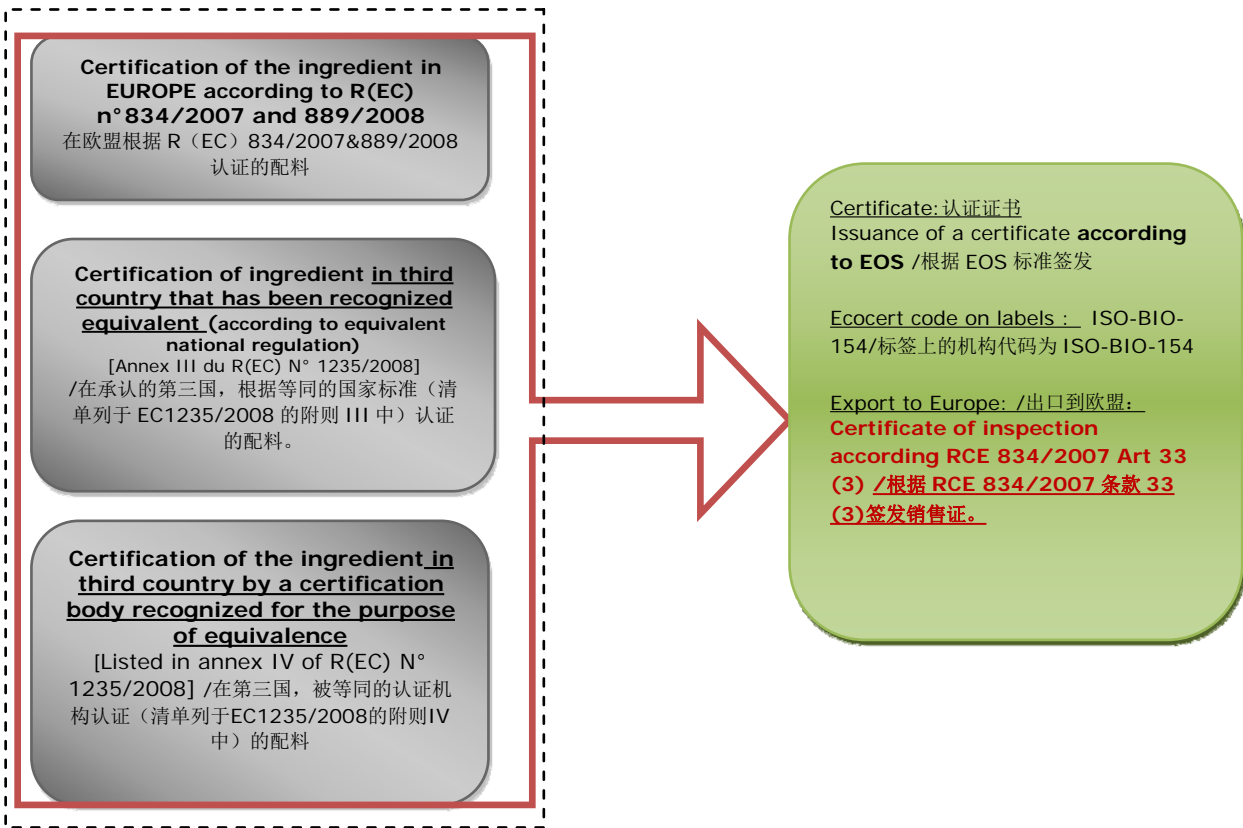 Certification of the ingredient in
EUROPE according to R(EC)
n°834/2007 and 889/2008
在欧盟根据 R（EC）834/2007&889/2008
认证的配料
Certification of ingredient in third
country that has been recognized
equivalent (according to equivalent
national regulation)
[Annex III du R(EC) N° 1235/2008]
/在承认的第三国，根据等同的国家标准（清
单列于 EC1235/2008 的附则 III 中）认证
的配料。
Certification of the ingredient in
third country by a certification
body recognized for the purpose
of equivalence
[Listed in annex IV of R(EC) N°
1235/2008] /在第三国，被等同的认证机
构认证（清单列于EC1235/2008的附则IV
中）的配料
Certificate:认证证书
Issuance of a certificate according
to EOS /根据 EOS 标准签发
Ecocert code on labels : ISO-BIO-
154/标签上的机构代码为 ISO-BIO-154
Export to Europe: /出口到欧盟：
Certificate of inspection
according RCE 834/2007 Art 33
(3) /根据 RCE 834/2007 条款 33
(3)签发销售证。